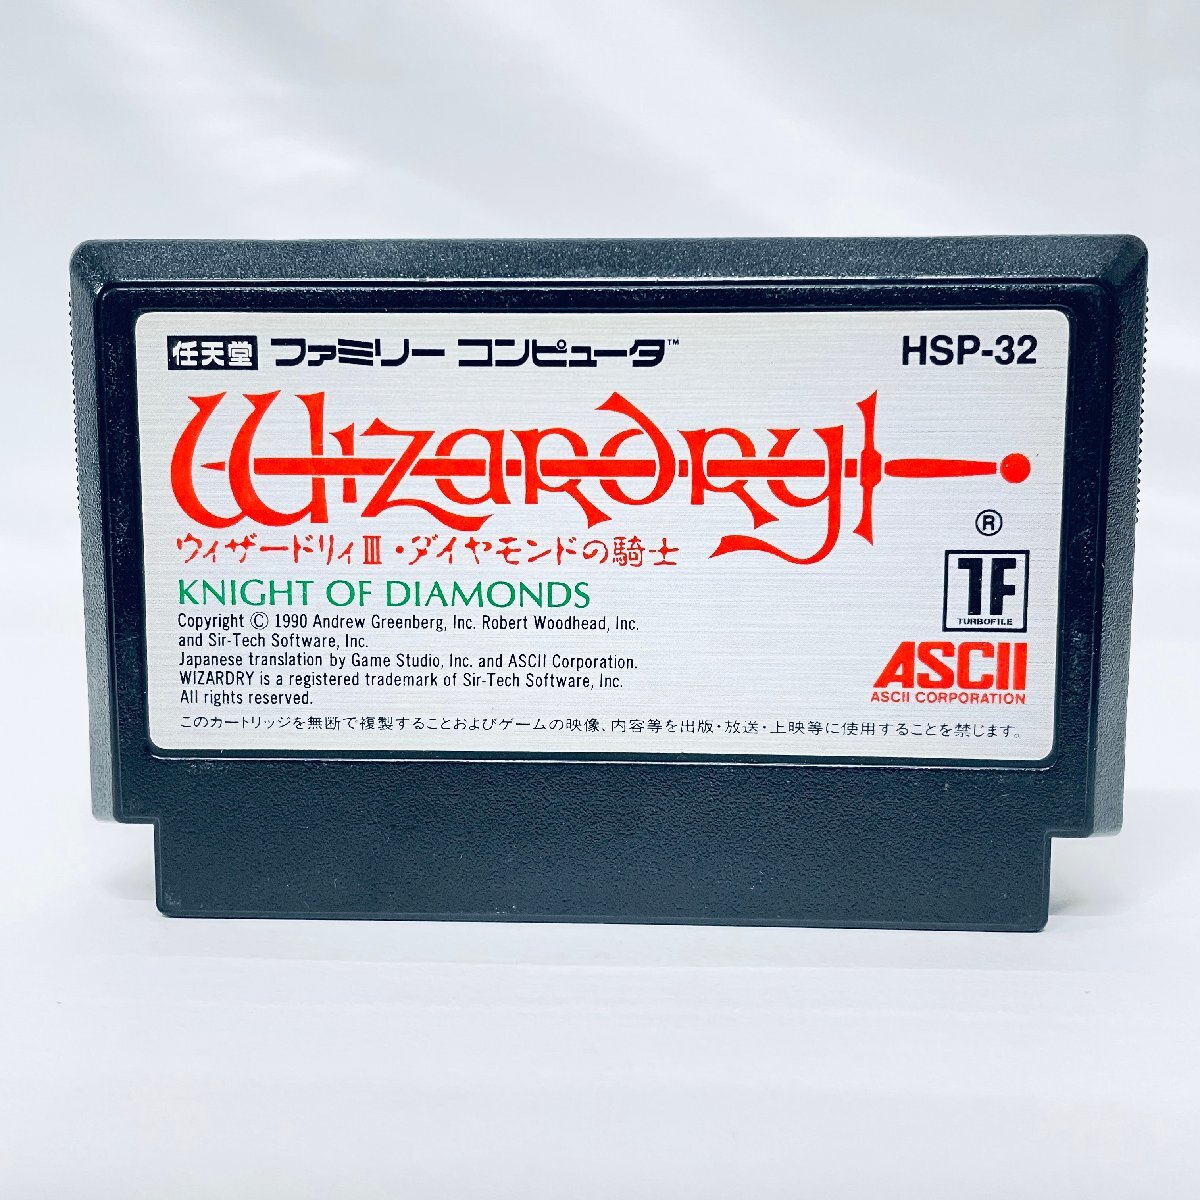 任天堂 ファミリー コンピュータ™ HSP-32
Wizardry
®
ウィザードリィⅢ・ダイヤモンドの騎士
KNIGHT OF DIAMONDS
Copyright © 1990 Andrew Greenberg, Inc. Robert Woodhead, Inc.
and Sir-Tech Software, Inc.
Japanese translation by Game Studio, Inc. and ASCII Corporation.
WIZARDRY is a registered trademark of Sir-Tech Software, Inc.
All rights reserved.
TF
TURBOFILE
ASCII
ASCII CORPORATION
このカートリッジを無断で複製することおよびゲームの映像、内容等を出版・放送・上映等に使用することを禁じます。